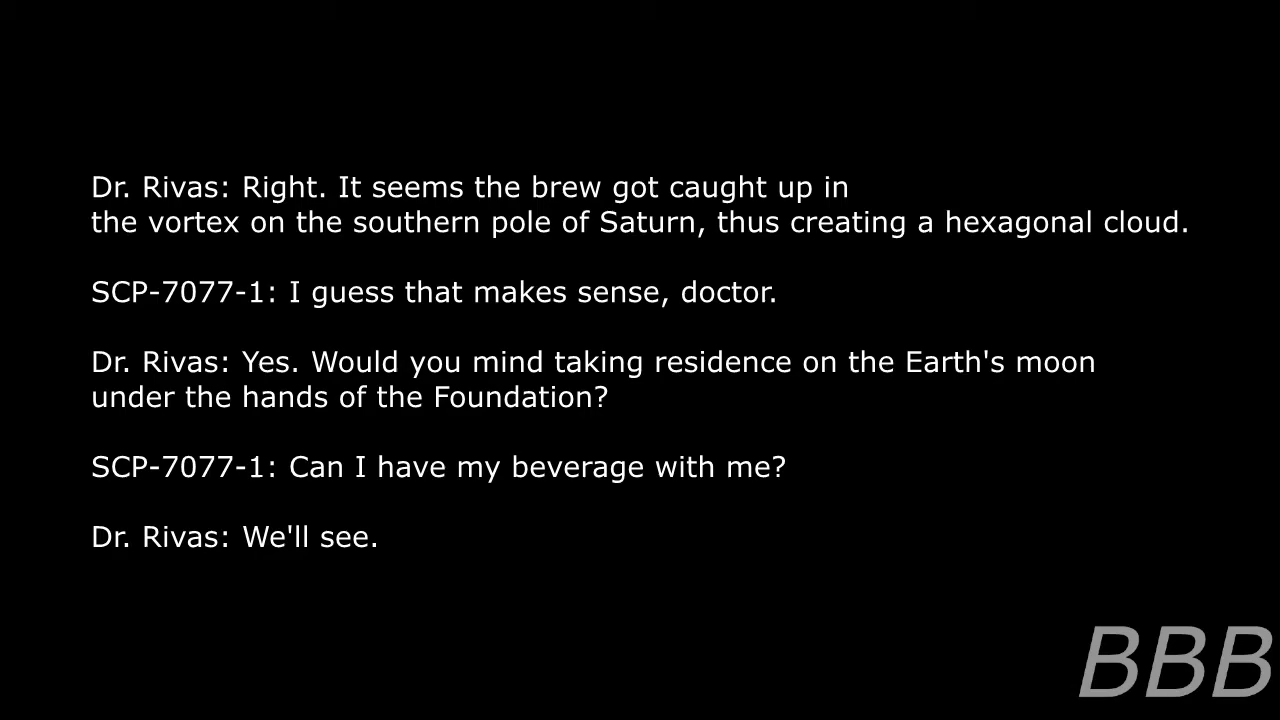 Dr. Rivas: Right. It seems the brew got caught up in
the vortex on the southern pole of Saturn, thus creating a hexagonal cloud.
SCP-7077-1: I guess that makes sense, doctor.
Dr. Rivas: Yes. Would you mind taking residence on the Earth's moon
under the hands of the Foundation?
SCP-7077-1: Can I have my beverage with me?
Dr. Rivas: We'll see.
BBB